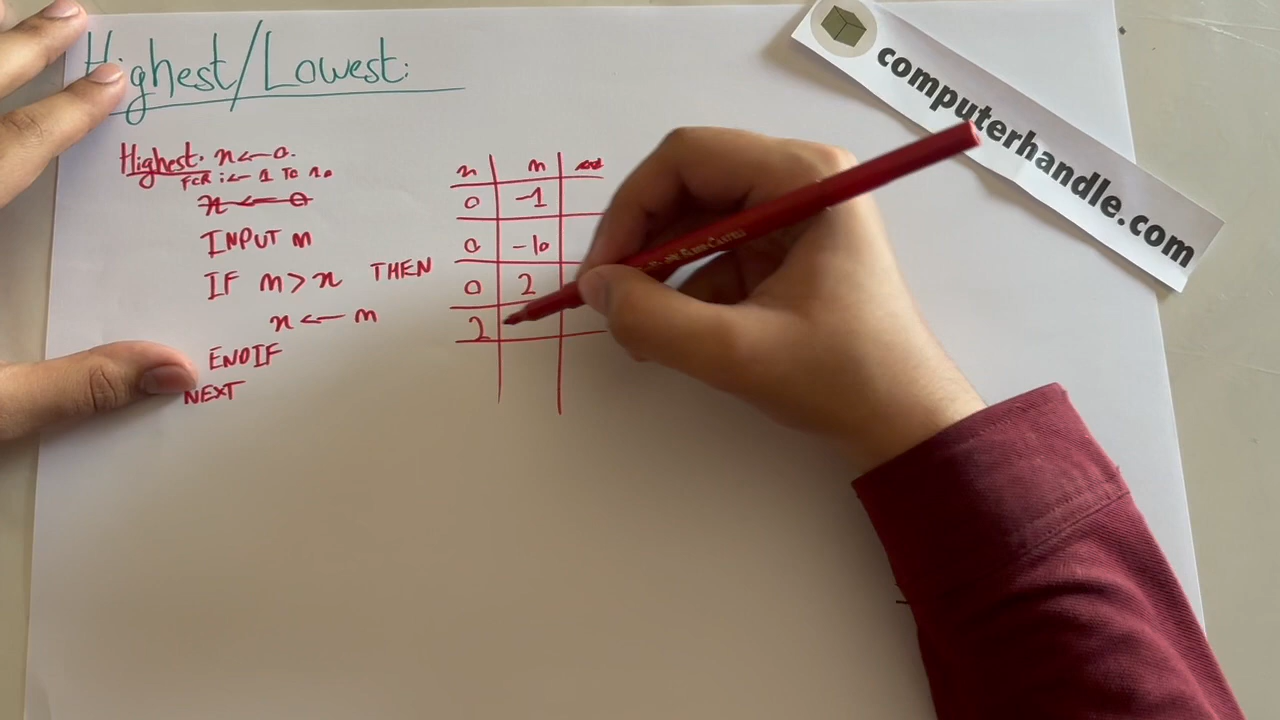 Highest/Lowest:
Highest. n ← 0.
FOR i ← 1 TO 10
n ← 0
INPUT m
IF m > n THEN
n ← m
ENDIF
NEXT
n m
0 -1
0 -10
0 2
2
computerhandle.com